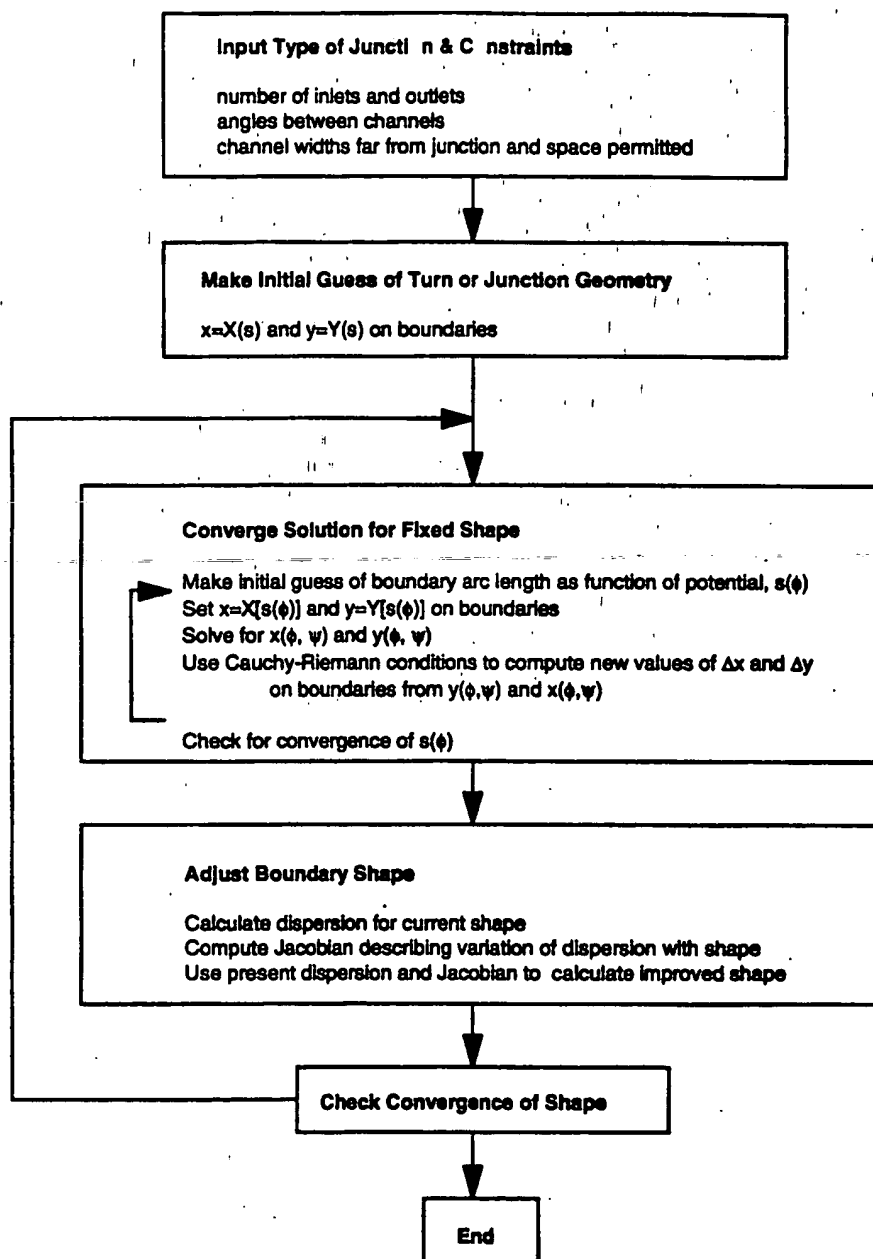 Input Type of Juncti n & C nstraints
number of inlets and outlets
angles between channels
channel widths far from junction and space permitted
Make Initial Guess of Turn or Junction Geometry
x=X(s) and y=Y(s) on boundaries
Converge Solution for Fixed Shape
Make initial guess of boundary arc length as function of potential, s(ϕ)
Set x=X[s(ϕ)] and y=Y[s(ϕ)] on boundaries
Solve for x(ϕ, ψ) and y(ϕ, ψ)
Use Cauchy-Riemann conditions to compute new values of Δx and Δy
on boundaries from y(ϕ,ψ) and x(ϕ,ψ)
Check for convergence of s(ϕ)
Adjust Boundary Shape
Calculate dispersion for current shape
Compute Jacobian describing variation of dispersion with shape
Use present dispersion and Jacobian to calculate improved shape
Check Convergence of Shape
End